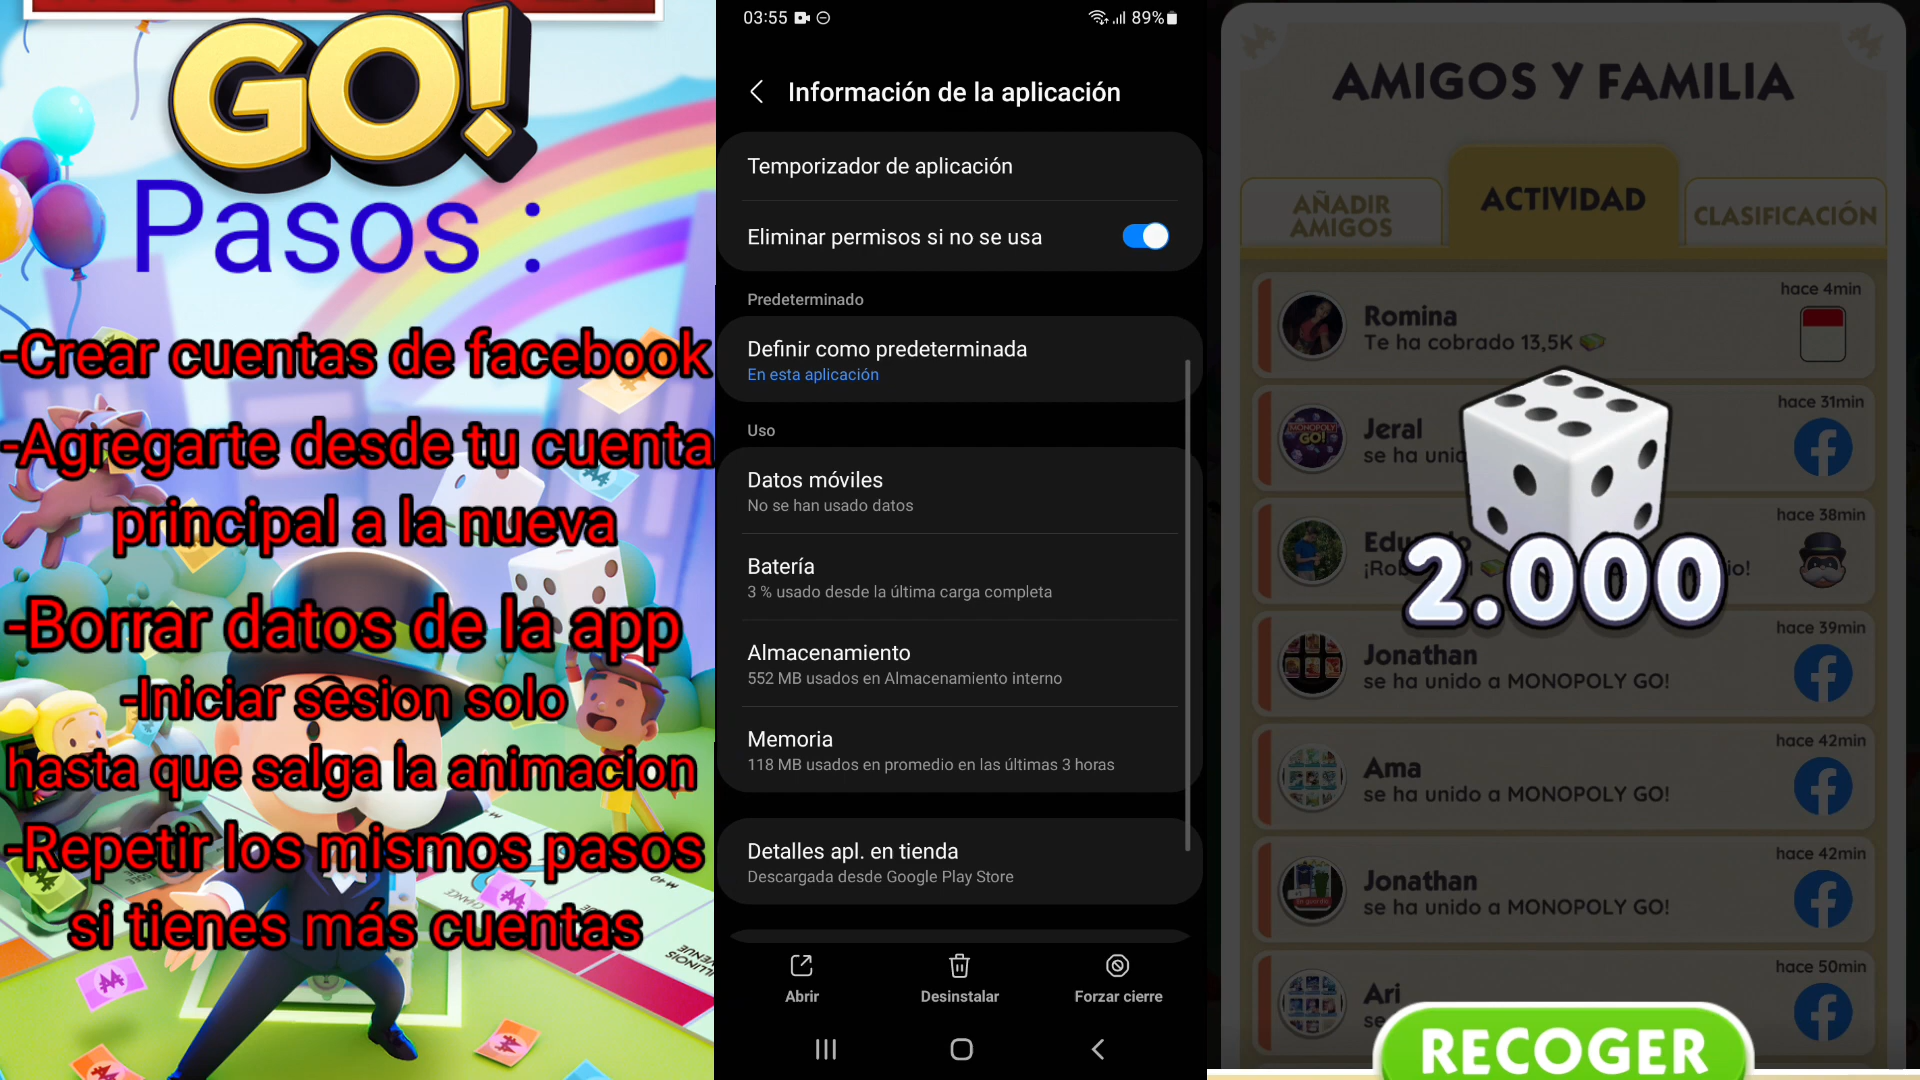 GO!
Pasos :
-Crear cuentas de facebook
-Agregarte desde tu cuenta
principal a la nueva
-Borrar datos de la app
-Iniciar sesion solo
hasta que salga la animacion
-Repetir los mismos pasos
si tienes más cuentas
CHANCE
ILLINOIS
AVENUE
03:55
89%
Información de la aplicación
Temporizador de aplicación
Eliminar permisos si no se usa
Predeterminado
Definir como predeterminada
En esta aplicación
Uso
Datos móviles
No se han usado datos
Batería
3 % usado desde la última carga completa
Almacenamiento
552 MB usados en Almacenamiento interno
Memoria
118 MB usados en promedio en las últimas 3 horas
Detalles apl. en tienda
Descargada desde Google Play Store
Abrir
Desinstalar
Forzar cierre
AMIGOS Y FAMILIA
AÑADIR
AMIGOS
ACTIVIDAD
CLASIFICACIÓN
hace 4min
Romina
Te ha cobrado 13,5K
hace 31min
Jeral
MONOPOLY
GO!
hace 38min
2.000
hace 39min
Jonathan
se ha unido a MONOPOLY GO!
hace 42min
Ama
se ha unido a MONOPOLY GO!
hace 42min
Jonathan
se ha unido a MONOPOLY GO!
hace 50min
Ari
RECOGER